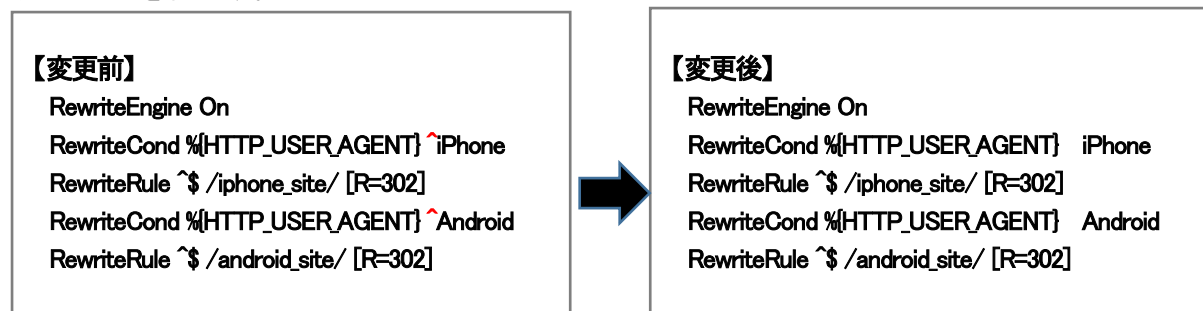 【変更前】
RewriteEngine On
RewriteCond %{HTTP_USER_AGENT} ^iPhone
RewriteRule ^$ /iphone_site/ [R=302]
RewriteCond %{HTTP_USER_AGENT} ^Android
RewriteRule ^$ /android_site/ [R=302]
【変更後】
RewriteEngine On
RewriteCond %{HTTP_USER_AGENT} iPhone
RewriteRule ^$ /iphone_site/ [R=302]
RewriteCond %{HTTP_USER_AGENT} Android
RewriteRule ^$ /android_site/ [R=302]